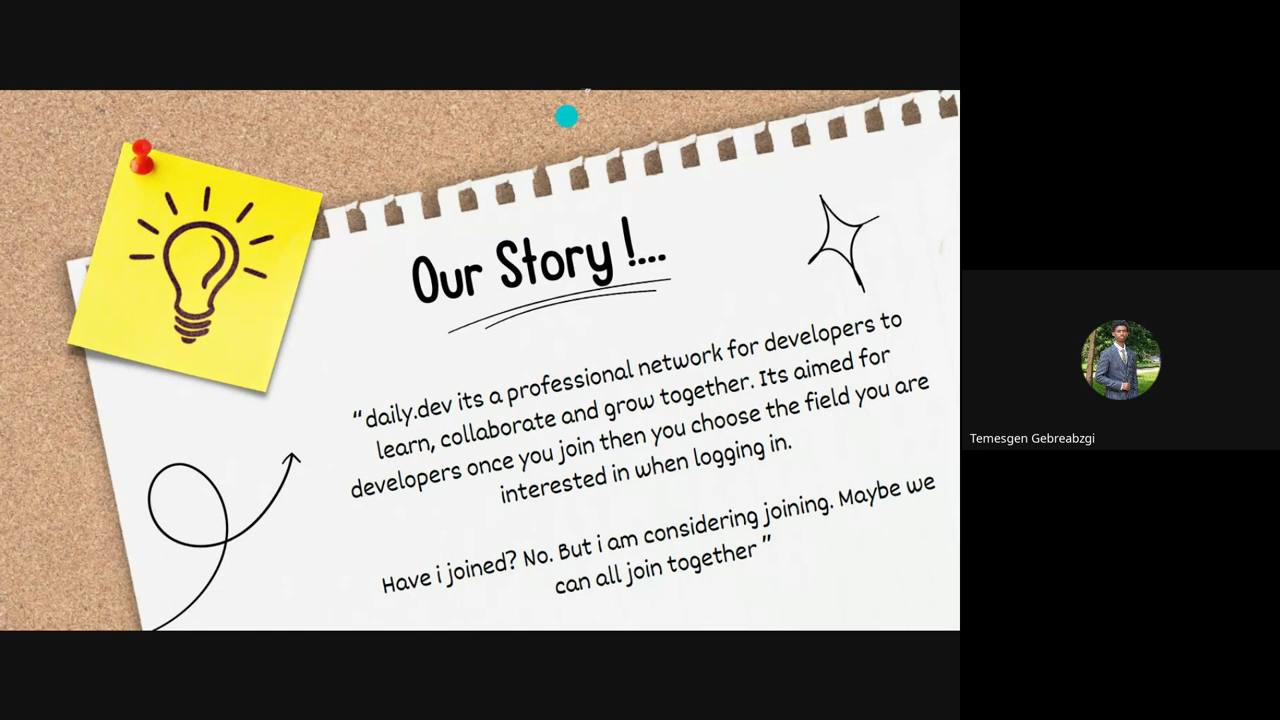 Our Story !...
“ daily.dev its a professional network for developers to
learn, collaborate and grow together. Its aimed for
developers once you join then you choose the field you are
interested in when logging in.
Have i joined? No. But i am considering joining. Maybe we
can all join together ”
Temesgen Gebreabzgi